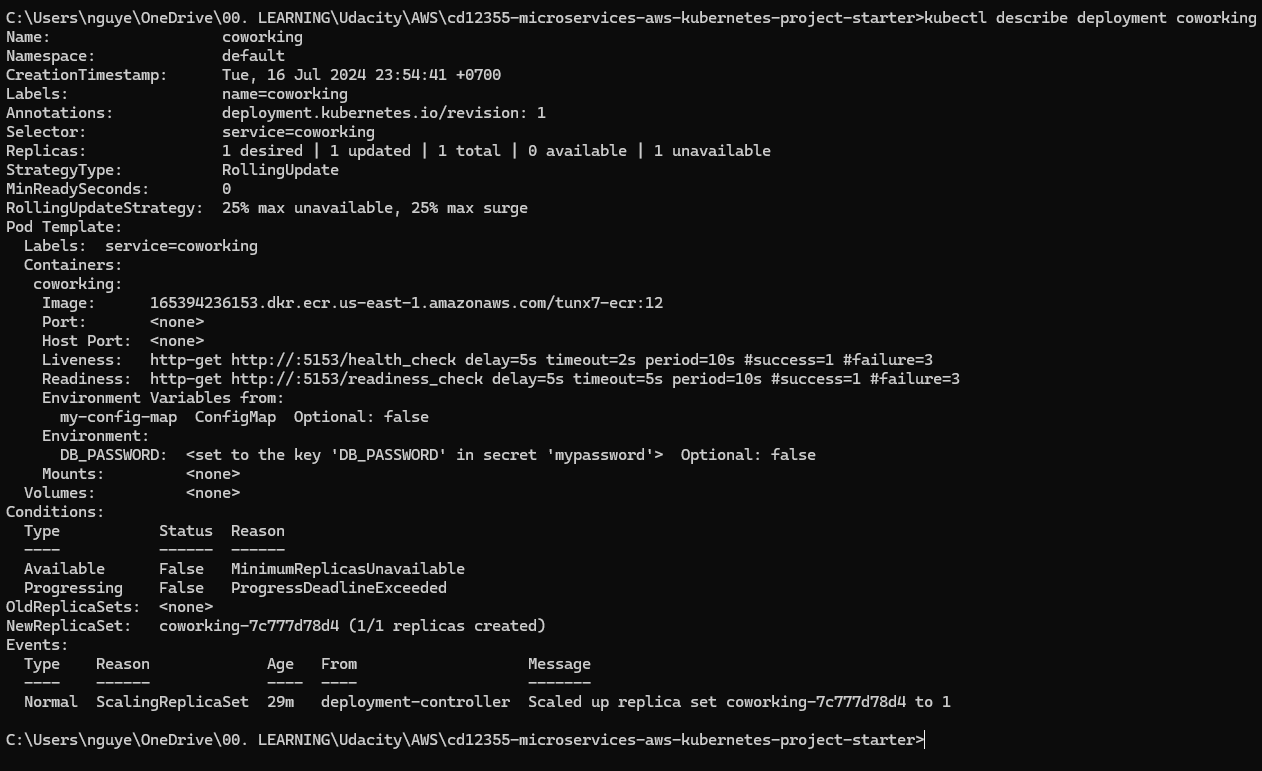 C:\Users\nguye\OneDrive\00. LEARNING\Udacity\AWS\cd12355-microservices-aws-kubernetes-project-starter>kubectl describe deployment coworking
Name:                   coworking
Namespace:              default
CreationTimestamp:      Tue, 16 Jul 2024 23:54:41 +0700
Labels:                 name=coworking
Annotations:            deployment.kubernetes.io/revision: 1
Selector:               service=coworking
Replicas:               1 desired | 1 updated | 1 total | 0 available | 1 unavailable
StrategyType:           RollingUpdate
MinReadySeconds:        0
RollingUpdateStrategy:  25% max unavailable, 25% max surge
Pod Template:
  Labels:  service=coworking
  Containers:
   coworking:
    Image:      165394236153.dkr.ecr.us-east-1.amazonaws.com/tunx7-ecr:12
    Port:       <none>
    Host Port:  <none>
    Liveness:   http-get http://:5153/health_check delay=5s timeout=2s period=10s #success=1 #failure=3
    Readiness:  http-get http://:5153/readiness_check delay=5s timeout=5s period=10s #success=1 #failure=3
    Environment Variables from:
      my-config-map  ConfigMap  Optional: false
    Environment:
      DB_PASSWORD:  <set to the key 'DB_PASSWORD' in secret 'mypassword'>  Optional: false
    Mounts:         <none>
  Volumes:          <none>
Conditions:
  Type           Status  Reason
  ----           ------  ------
  Available      False   MinimumReplicasUnavailable
  Progressing    False   ProgressDeadlineExceeded
OldReplicaSets:  <none>
NewReplicaSet:   coworking-7c777d78d4 (1/1 replicas created)
Events:
  Type    Reason             Age   From                   Message
  ----    ------             ----  ----                   -------
  Normal  ScalingReplicaSet  29m   deployment-controller  Scaled up replica set coworking-7c777d78d4 to 1
C:\Users\nguye\OneDrive\00. LEARNING\Udacity\AWS\cd12355-microservices-aws-kubernetes-project-starter>